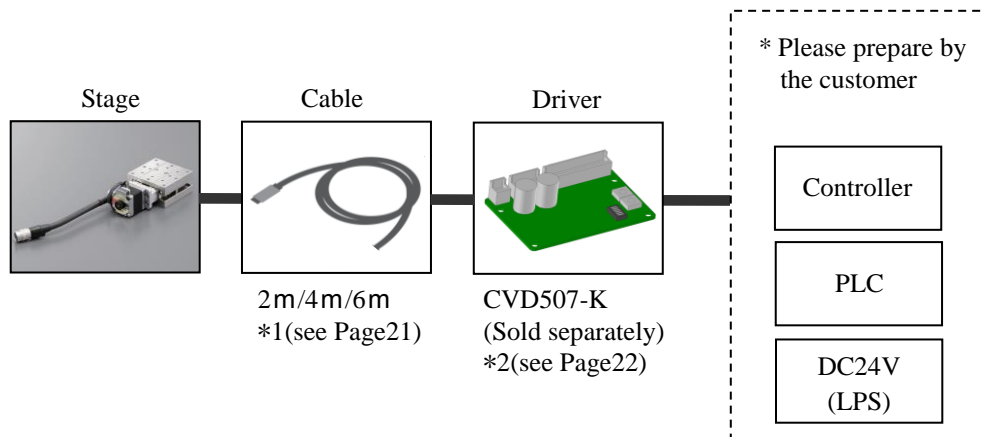 * Please prepare by
the customer
Stage
Cable
Driver
Controller
PLC
DC24V
(LPS)
2m/4m/6m
*1(see Page21)
CVD507-K
(Sold separately)
*2(see Page22)